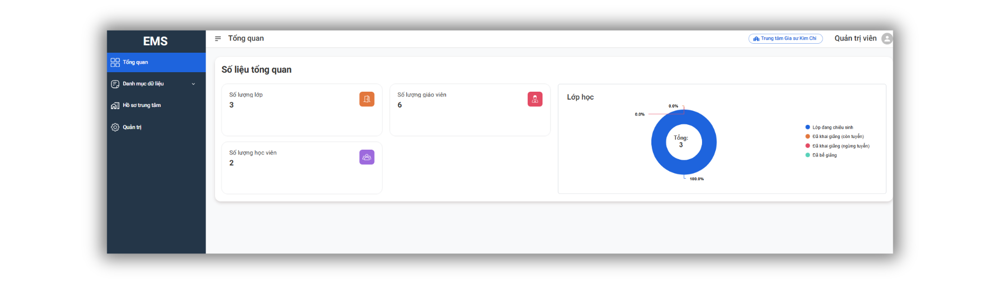 EMS
Tổng quan
Danh mục dữ liệu
Hồ sơ trung tâm
Quản trị
Tổng quan
Trung tâm Gia sư Kim Chi
Quản trị viên
Số liệu tổng quan
Số lượng lớp
3
Số lượng giáo viên
6
Số lượng học viên
2
Lớp học
0.0%
0.0%
Tổng:
3
100.0%
Lớp đang chiêu sinh
Đã khai giảng (còn tuyển)
Đã khai giảng (ngừng tuyển)
Đã bế giảng